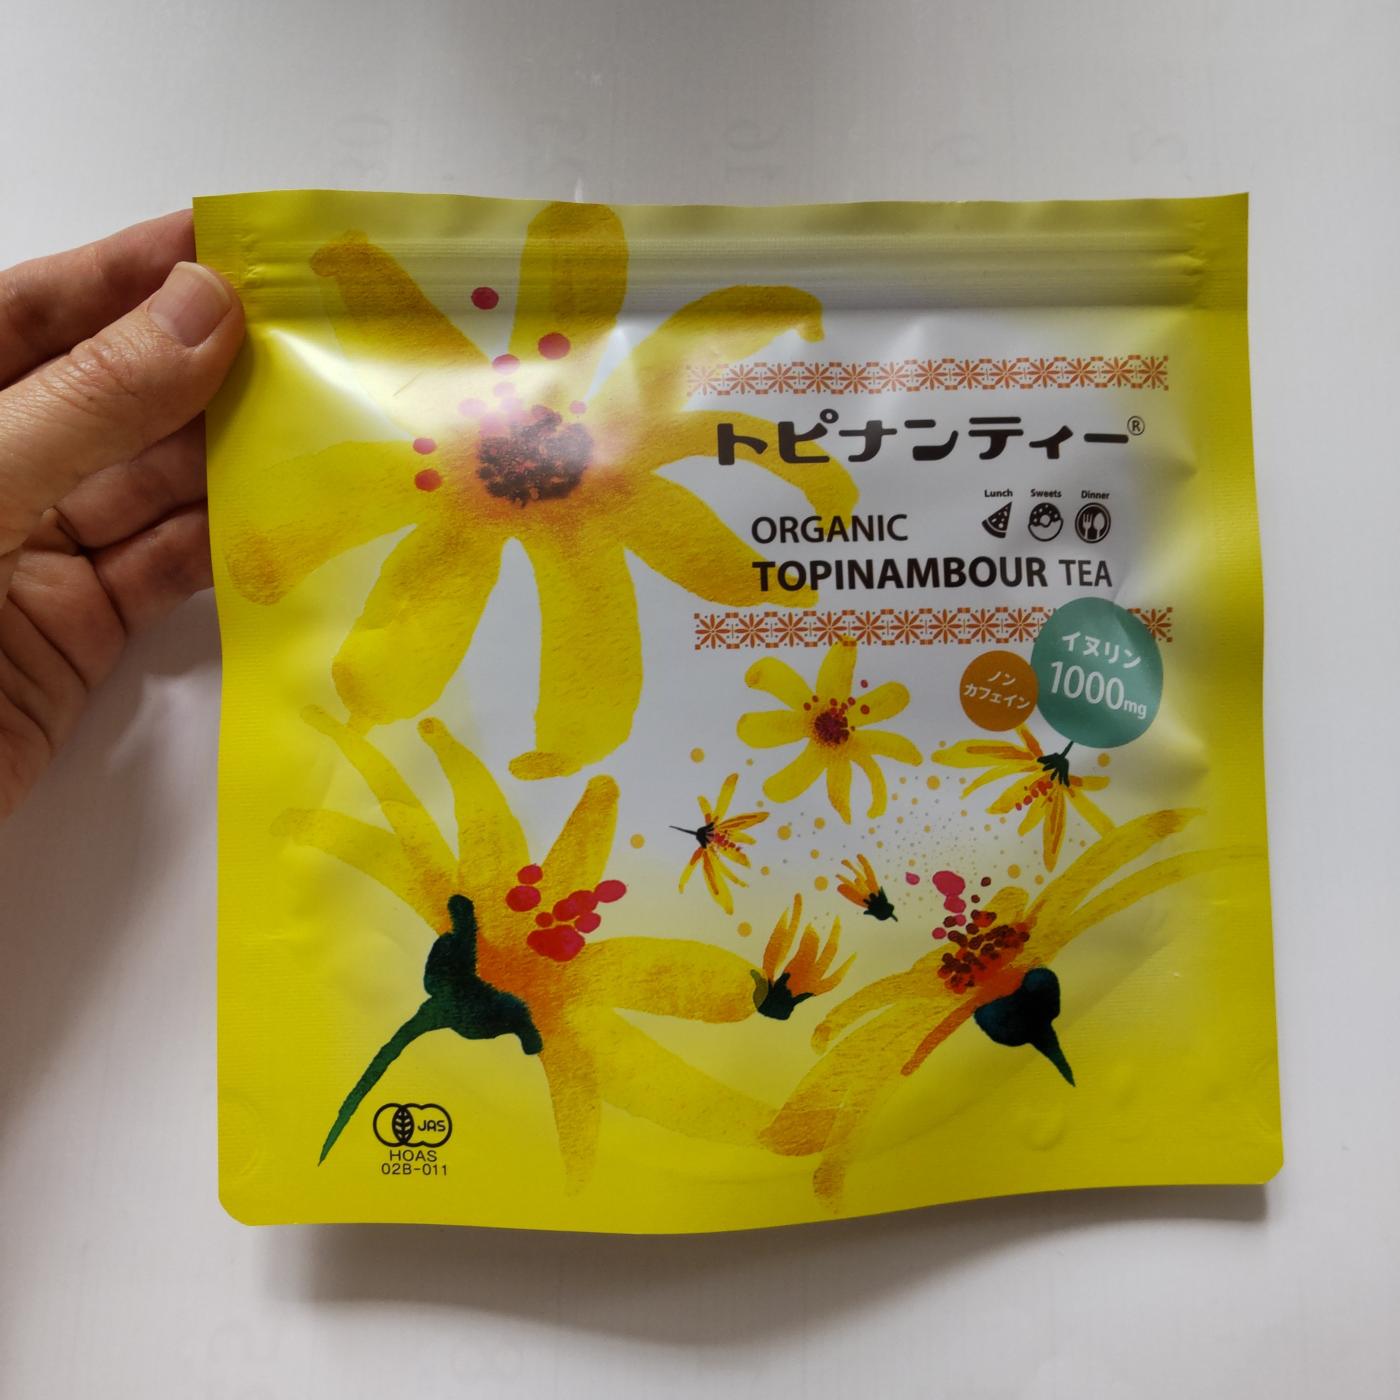 トピナンティー®
Lunch Sweets Dinner
ORGANIC
TOPINAMBOUR TEA
イヌリン
1000mg
ノン
カフェイン
JAS
HOAS
02B-011